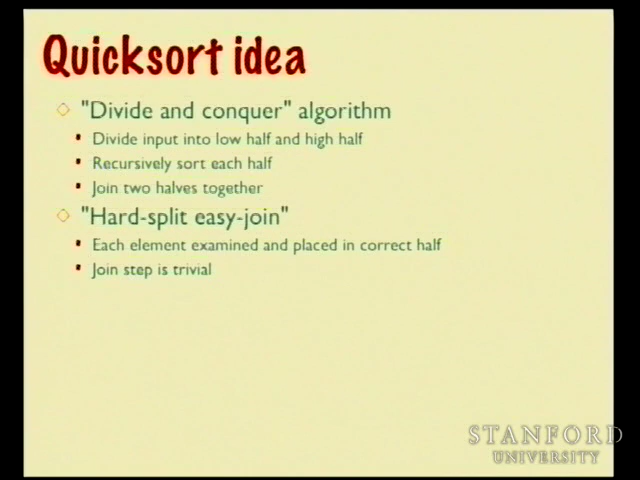 Quicksort idea
"Divide and conquer" algorithm
Divide input into low half and high half
Recursively sort each half
Join two halves together
"Hard-split easy-join"
Each element examined and placed in correct half
Join step is trivial
STANFORD
UNIVERSITY